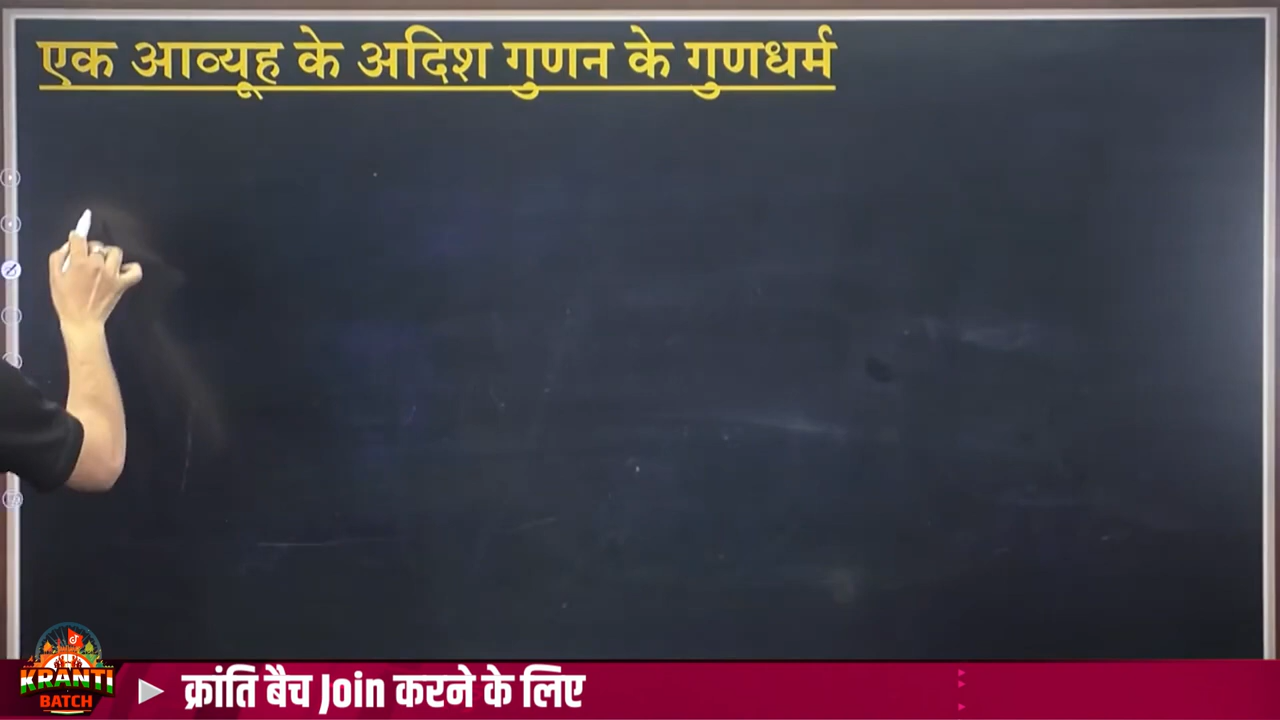 एक आव्यूह के अदिश गुणन के गुणधर्म
KRANTI
BATCH
क्रांति बैच Join करने के लिए